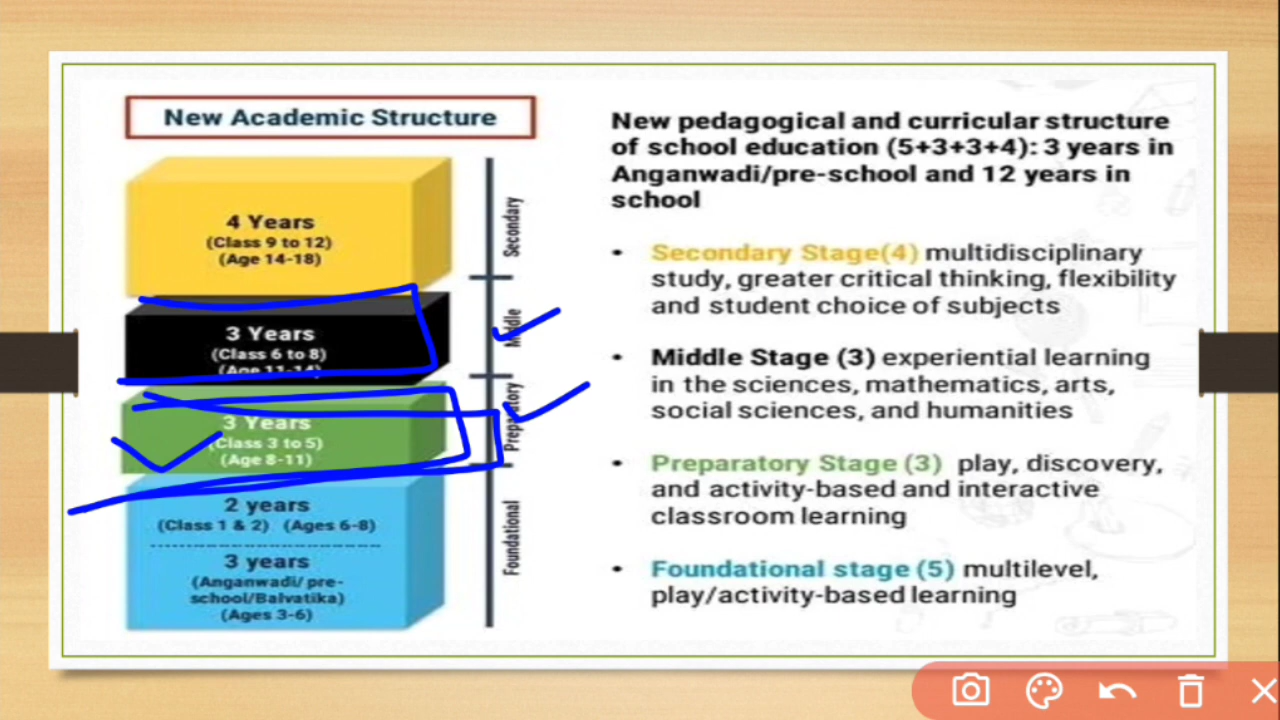 New Academic Structure
4 Years
(Class 9 to 12)
(Age 14-18)
Secondary
3 Years
(Class 6 to 8)
(Age 11-14)
Middle
3 Years
(Class 3 to 5)
(Age 8-11)
Preparatory
2 years
(Class 1 & 2) (Ages 6-8)
3 years
(Anganwadi/ pre-
school/Balvatika)
(Ages 3-6)
Foundational
New pedagogical and curricular structure
of school education (5+3+3+4): 3 years in
Anganwadi/pre-school and 12 years in
school
• Secondary Stage(4) multidisciplinary
study, greater critical thinking, flexibility
and student choice of subjects
• Middle Stage (3) experiential learning
in the sciences, mathematics, arts,
social sciences, and humanities
• Preparatory Stage (3) play, discovery,
and activity-based and interactive
classroom learning
• Foundational stage (5) multilevel,
play/activity-based learning